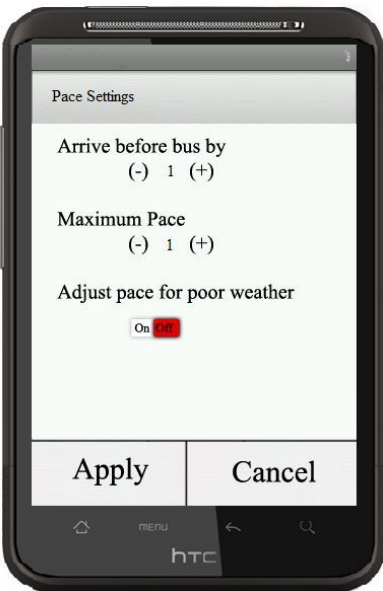 Pace Settings
Arrive before bus by
(-) 1 (+)
Maximum Pace
(-) 1 (+)
Adjust pace for poor weather
On Off
Apply Cancel
MENU
hTC